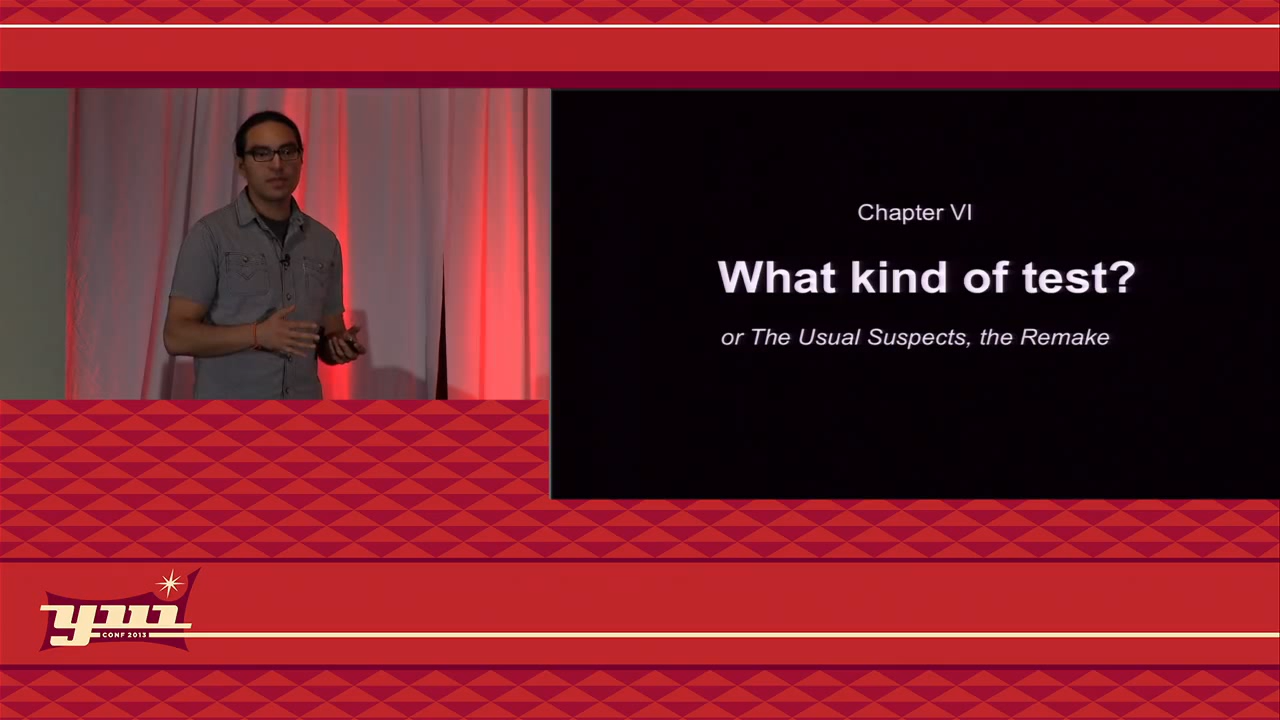 Chapter VI
What kind of test?
or The Usual Suspects, the Remake
yui
CONF 2013